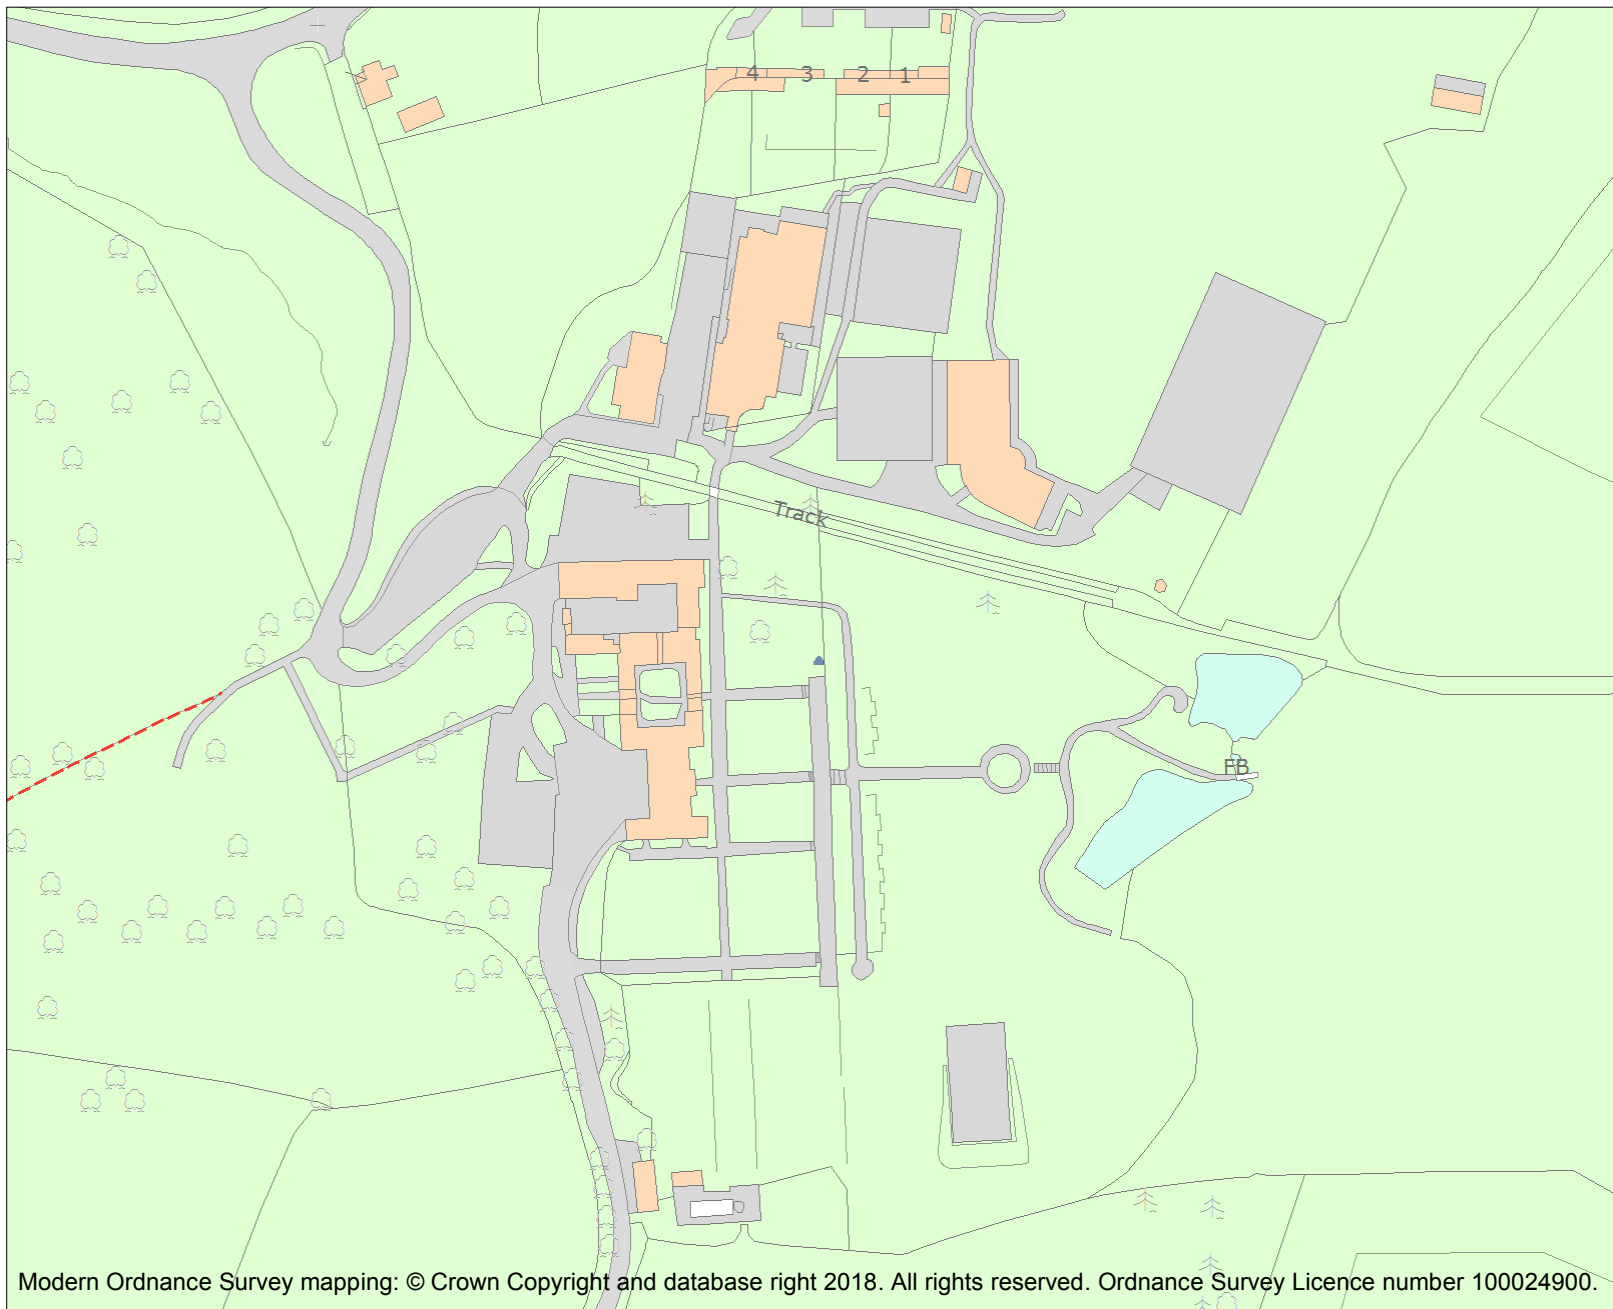 4 3 2 1
Track
FB
Modern Ordnance Survey mapping: © Crown Copyright and database right 2018. All rights reserved. Ordnance Survey Licence number 100024900.